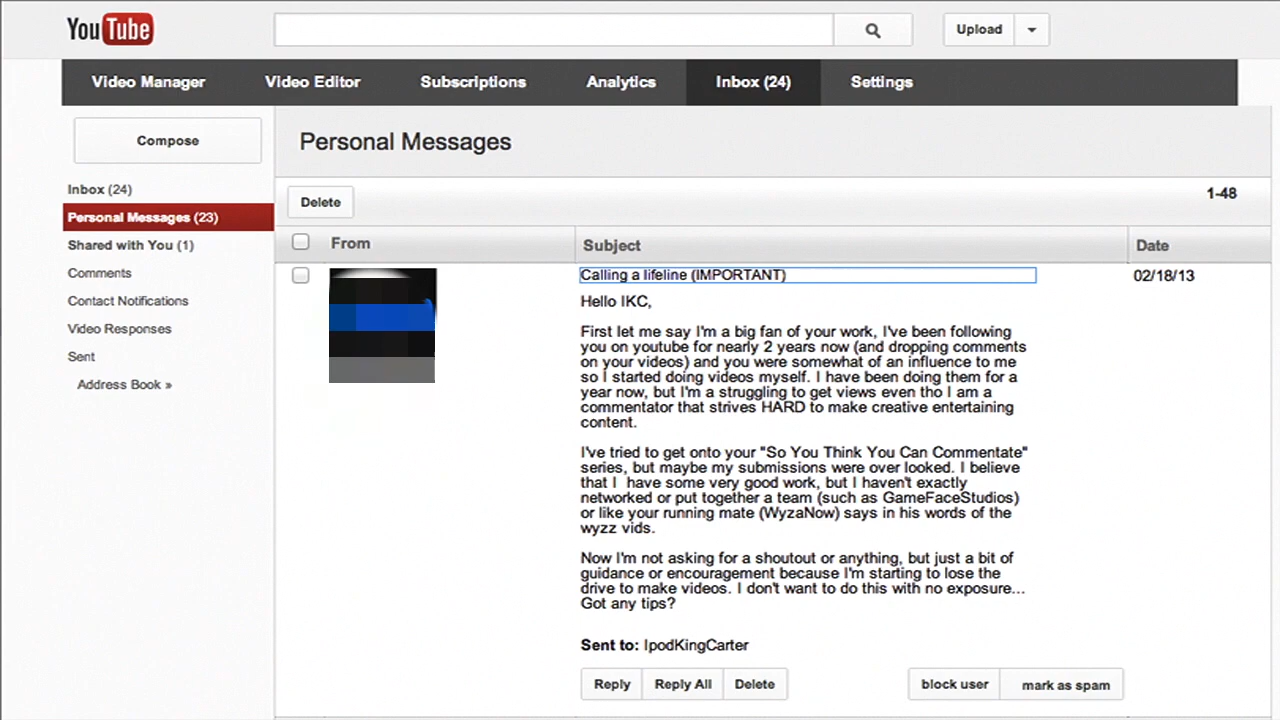 YouTube
Upload
Video Manager Video Editor Subscriptions Analytics Inbox (24) Settings
Compose
Personal Messages
Inbox (24)
Personal Messages (23)
Shared with You (1)
Comments
Contact Notifications
Video Responses
Sent
Address Book »
Delete
1-48
From Subject Date
Calling a lifeline (IMPORTANT) 02/18/13
Hello IKC,
First let me say I'm a big fan of your work, I've been following
you on youtube for nearly 2 years now (and dropping comments
on your videos) and you were somewhat of an influence to me
so I started doing videos myself. I have been doing them for a
year now, but I'm a struggling to get views even tho I am a
commentator that strives HARD to make creative entertaining
content.
I've tried to get onto your "So You Think You Can Commentate"
series, but maybe my submissions were over looked. I believe
that I have some very good work, but I haven't exactly
networked or put together a team (such as GameFaceStudios)
or like your running mate (WyzaNow) says in his words of the
wyzz vids.
Now I'm not asking for a shoutout or anything, but just a bit of
guidance or encouragement because I'm starting to lose the
drive to make videos. I don't want to do this with no exposure...
Got any tips?
Sent to: IpodKingCarter
Reply Reply All Delete block user mark as spam